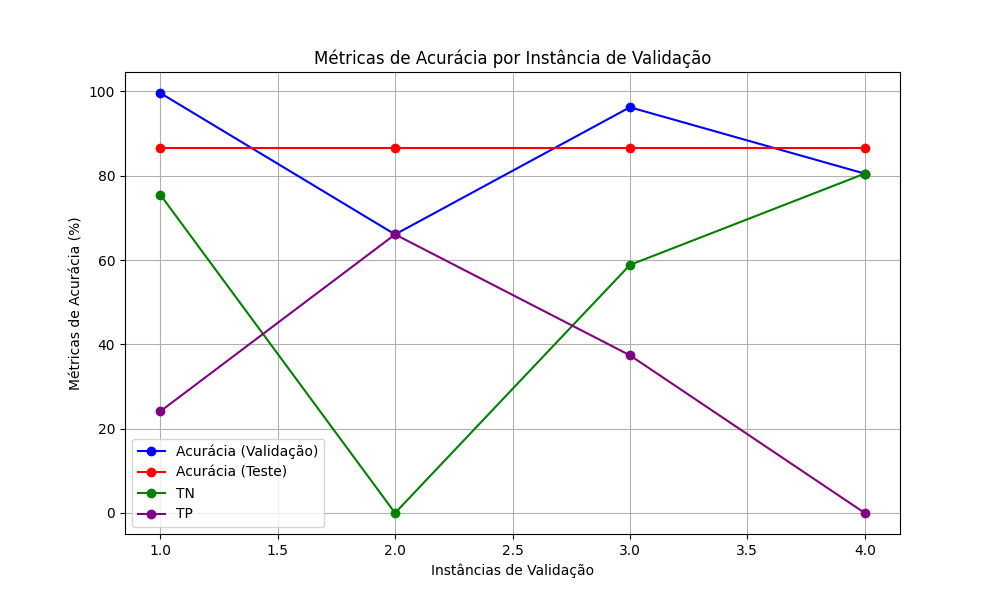 Métricas de Acurácia por Instância de Validação
Métricas de Acurácia (%)
100
80
60
40
20
0
Acurácia (Validação)
Acurácia (Teste)
TN
TP
1.0 1.5 2.0 2.5 3.0 3.5 4.0
Instâncias de Validação